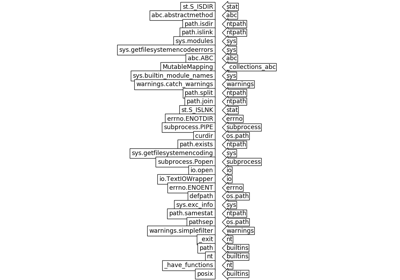 st.S_ISDIR stat
abc.abstractmethod abc
path.isdir ntpath
path.islink ntpath
sys.modules sys
sys.getfilesystemencodeerrors sys
abc.ABC abc
MutableMapping _collections_abc
sys.builtin_module_names sys
warnings.catch_warnings warnings
path.split ntpath
path.join ntpath
st.S_ISLNK stat
errno.ENOTDIR errno
subprocess.PIPE subprocess
curdir os.path
path.exists ntpath
sys.getfilesystemencoding sys
subprocess.Popen subprocess
io.open io
io.TextIOWrapper io
errno.ENOENT errno
defpath os.path
sys.exc_info sys
path.samestat ntpath
pathsep os.path
warnings.simplefilter warnings
_exit nt
path builtins
nt builtins
_have_functions nt
posix builtins